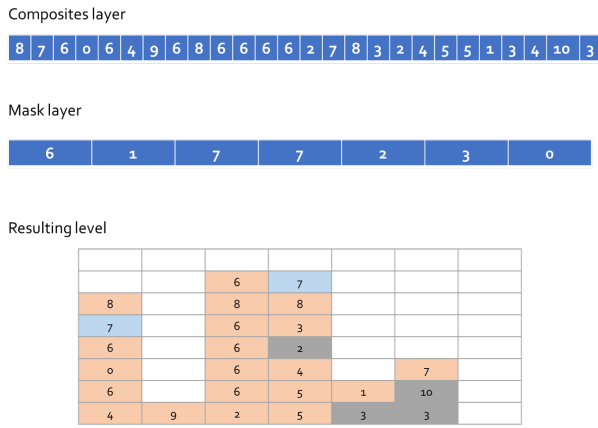 Composites layer
8 7 6 0 6 4 9 6 8 6 6 6 6 2 7 8 3 2 4 5 5 1 3 4 10 3
Mask layer
6 1 7 7 2 3 0
Resulting level
6 7
8 8 8
7 6 3
6 6 2
0 6 4 7
6 6 5 1 10
4 9 2 5 3 3